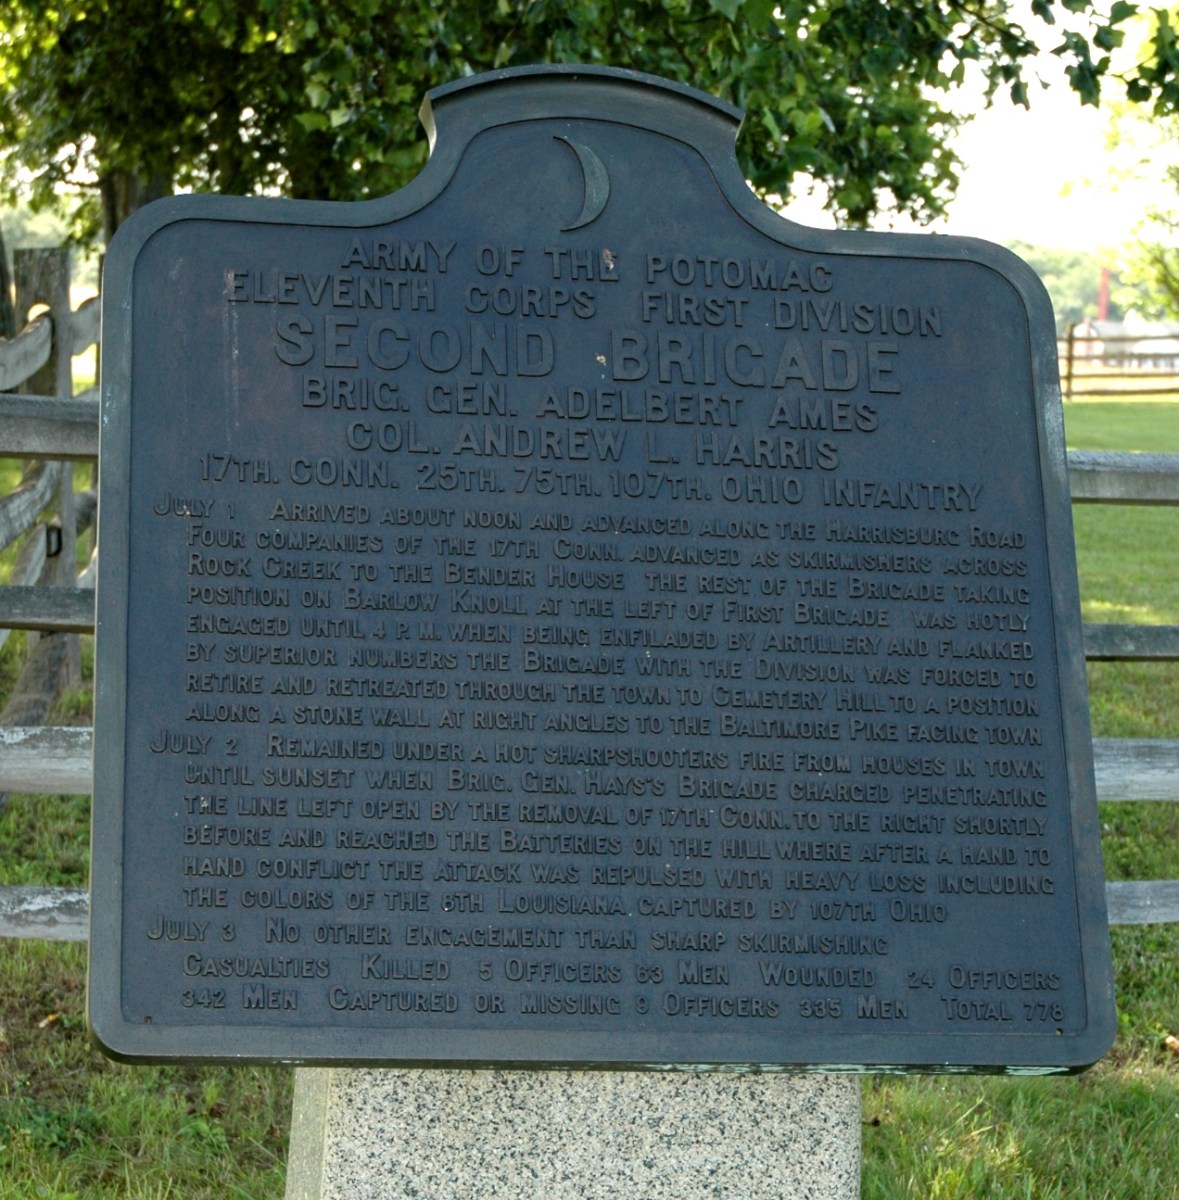 ARMY OF THE POTOMAC
ELEVENTH CORPS FIRST DIVISION
SECOND BRIGADE
BRIG. GEN. ADELBERT AMES
COL. ANDREW L. HARRIS
17TH. CONN. 25TH. 75TH. 107TH. OHIO INFANTRY
JULY 1 ARRIVED ABOUT NOON AND ADVANCED ALONG THE HARRISBURG ROAD
FOUR COMPANIES OF THE 17TH CONN. ADVANCED AS SKIRMISHERS ACROSS
ROCK CREEK TO THE BENDER HOUSE THE REST OF THE BRIGADE TAKING
POSITION ON BARLOW KNOLL AT THE LEFT OF FIRST BRIGADE WAS HOTLY
ENGAGED UNTIL 4 P.M. WHEN BEING ENFILADED BY ARTILLERY AND FLANKED
BY SUPERIOR NUMBERS THE BRIGADE WITH THE DIVISION WAS FORCED TO
RETIRE AND RETREATED THROUGH THE TOWN TO CEMETERY HILL TO A POSITION
ALONG A STONE WALL AT RIGHT ANGLES TO THE BALTIMORE PIKE FACING TOWN
JULY 2 REMAINED UNDER A HOT SHARPSHOOTERS FIRE FROM HOUSES IN TOWN
UNTIL SUNSET WHEN BRIG. GEN. HAYS'S BRIGADE CHARGED PENETRATING
THE LINE LEFT OPEN BY THE REMOVAL OF 17TH CONN. TO THE RIGHT SHORTLY
BEFORE AND REACHED THE BATTERIES ON THE HILL WHERE AFTER A HAND TO
HAND CONFLICT THE ATTACK WAS REPULSED WITH HEAVY LOSS INCLUDING
THE COLORS OF THE 8TH LOUISIANA CAPTURED BY 107TH OHIO
JULY 3 NO OTHER ENGAGEMENT THAN SHARP SKIRMISHING
CASUALTIES KILLED 5 OFFICERS 63 MEN WOUNDED 24 OFFICERS
342 MEN CAPTURED OR MISSING 9 OFFICERS 335 MEN TOTAL 778